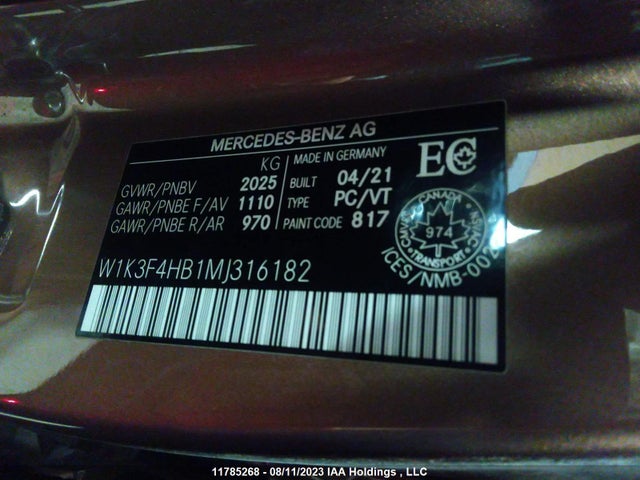 MERCEDES-BENZ AG
KG
GVWR/PNBV 2025
GAWR/PNBE F/AV 1110
GAWR/PNBE R/AR 970
MADE IN GERMANY
BUILT 04/21
TYPE PC/VT
PAINT CODE 817
EC
CANADA
974
TRANSPORT
ICES/NMB-002
W1K3F4HB1MJ316182
11785268 - 08/11/2023 IAA Holdings , LLC